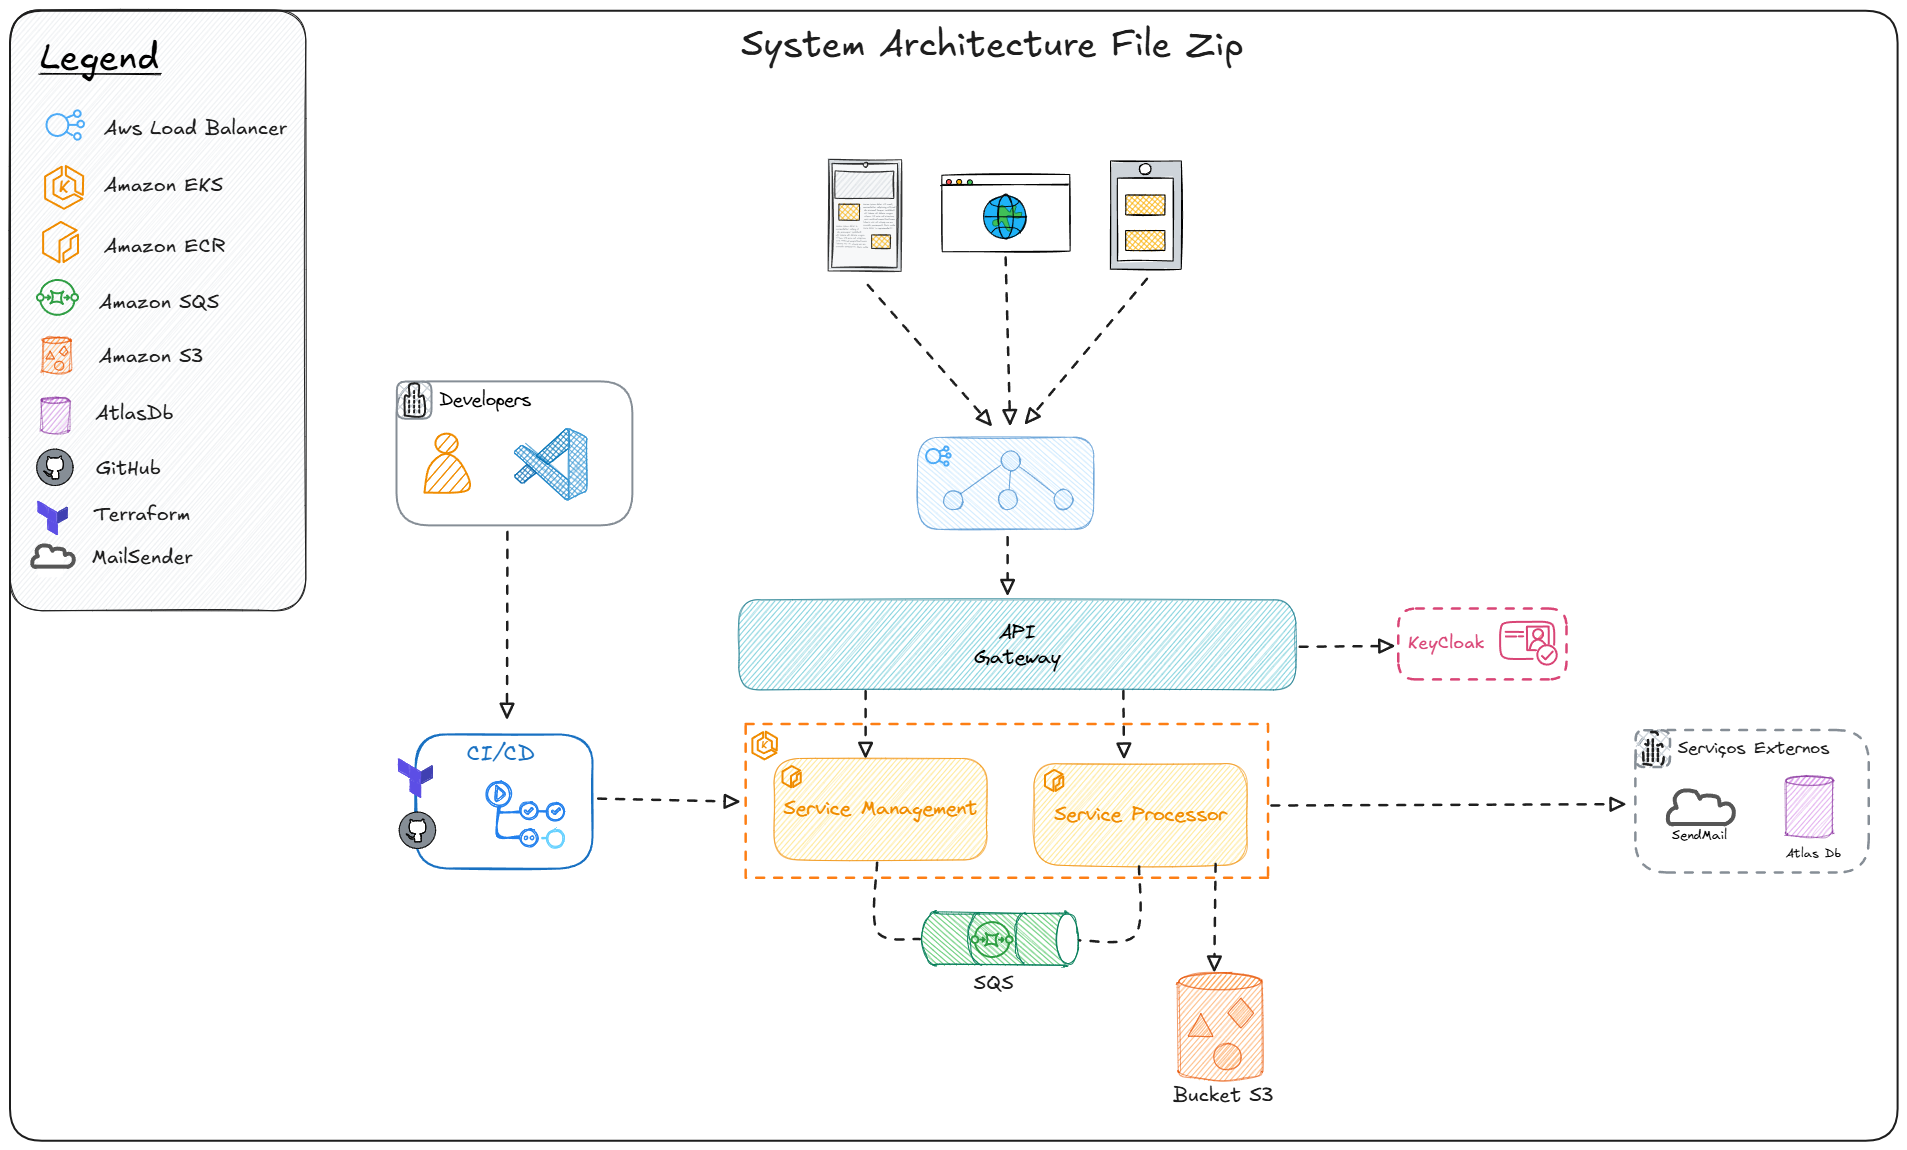 System Architecture File Zip
Legend
Aws Load Balancer
Amazon EKS
Amazon ECR
Amazon SQS
Amazon S3
AtlasDb
GitHub
Terraform
MailSender
Developers
API
Gateway
KeyCloak
CI/CD
Service Management
Service Processor
Serviços Externos
SendMail
Atlas Db
SQS
Bucket S3